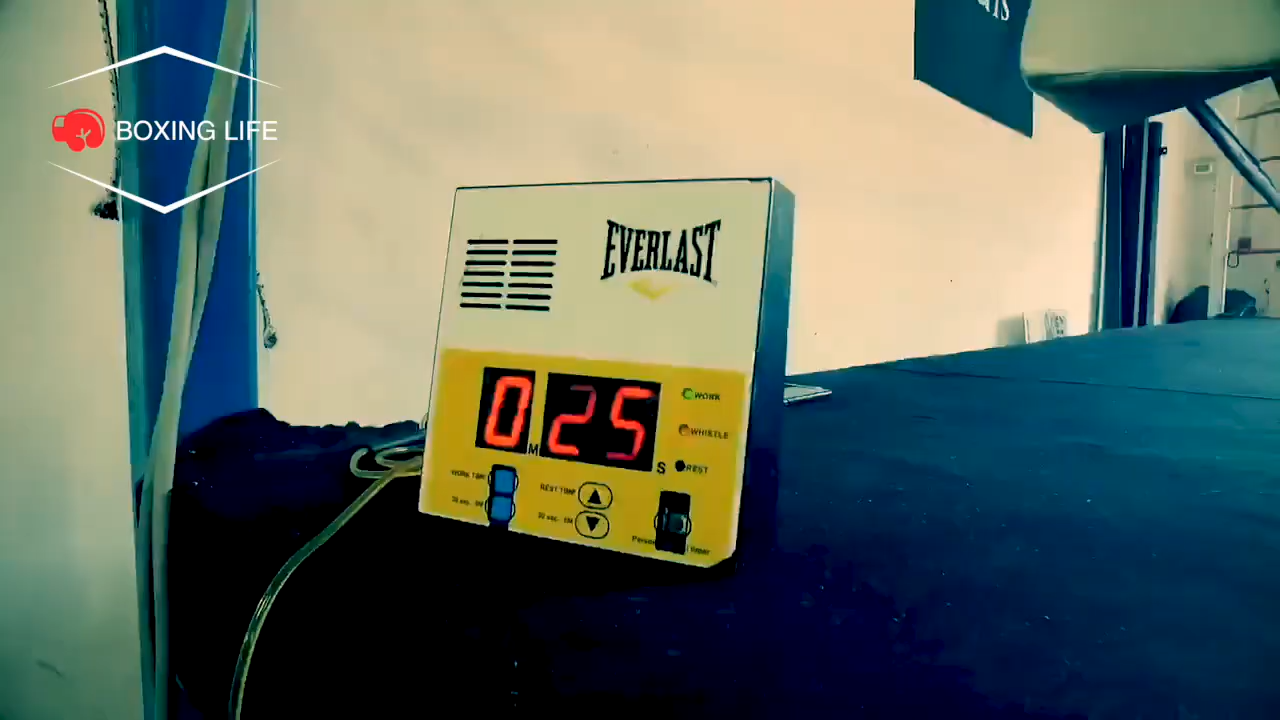 BOXING LIFE
EVERLAST
0 25
M
S
WORK
WHISTLE
REST
WORK TIME
REST TIME